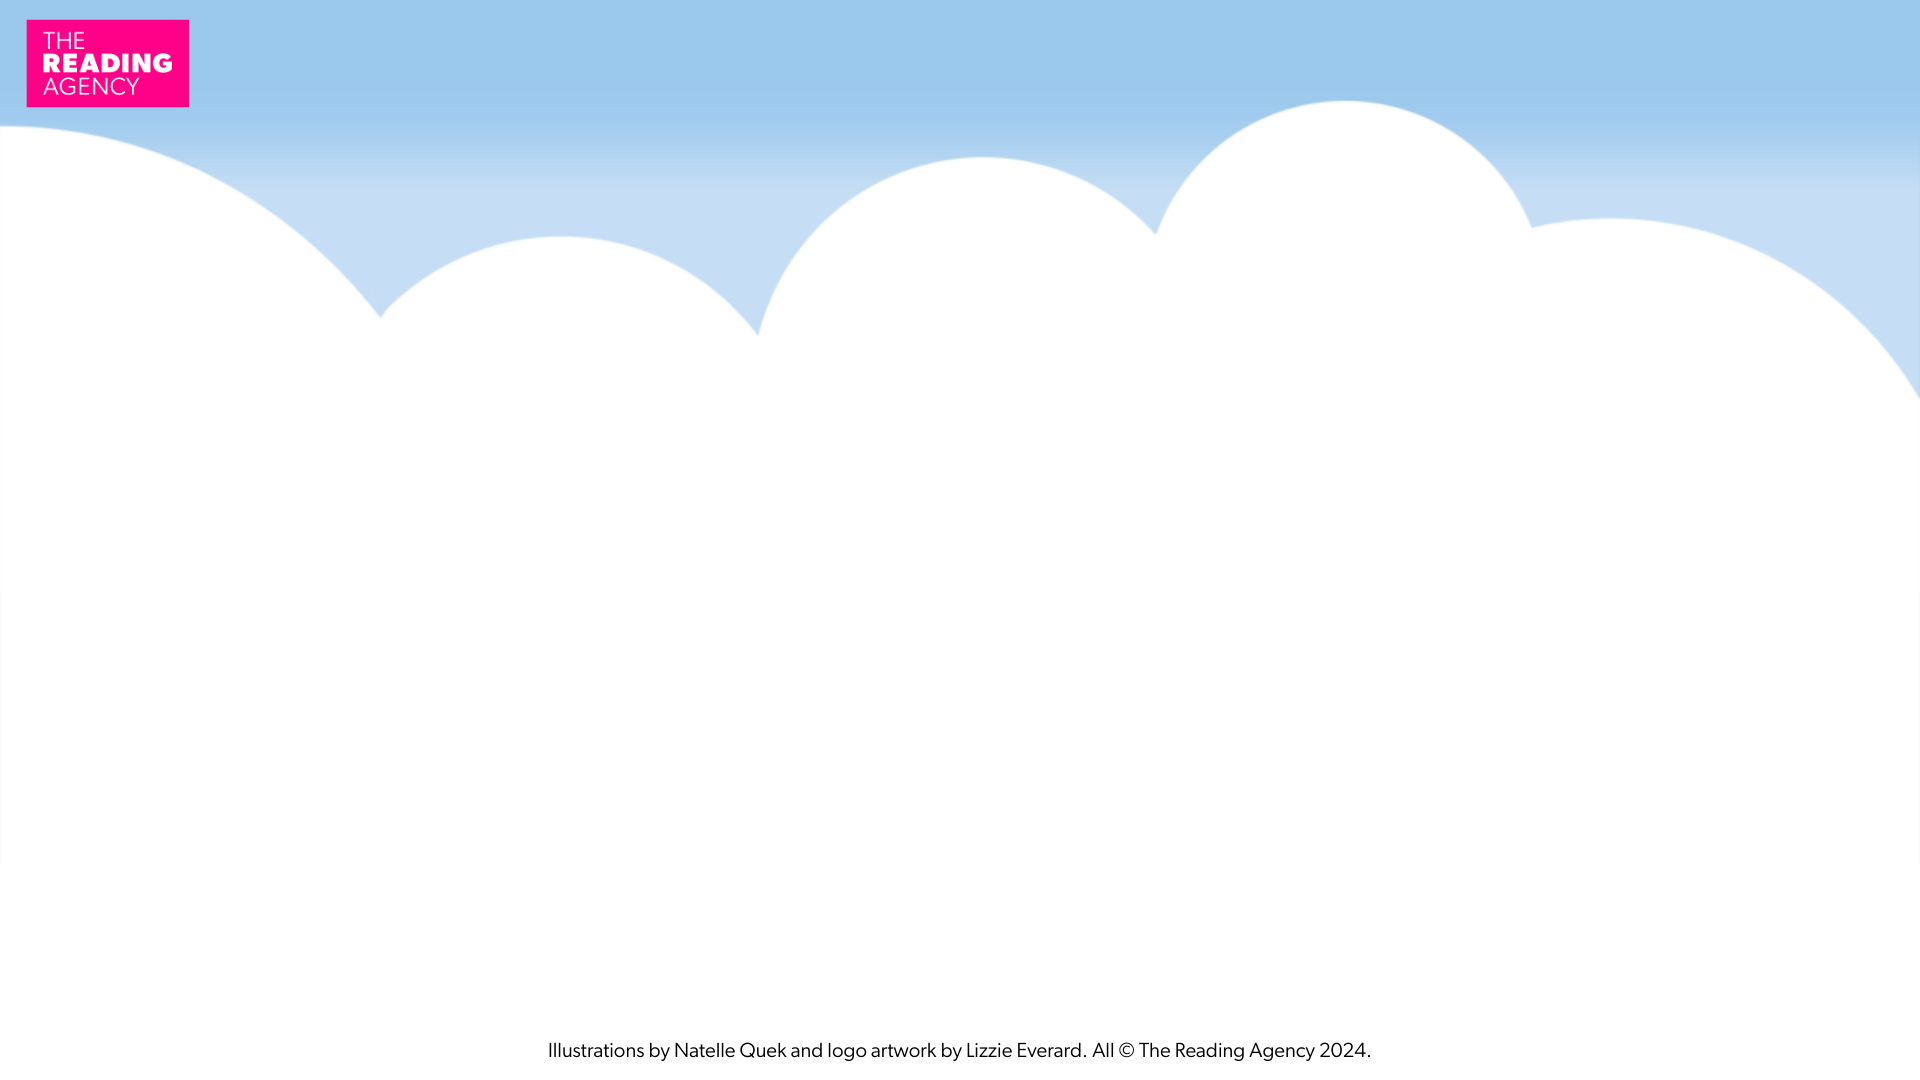 THE
READING
AGENCY
Illustrations by Natelle Quek and logo artwork by Lizzie Everard. All © The Reading Agency 2024.